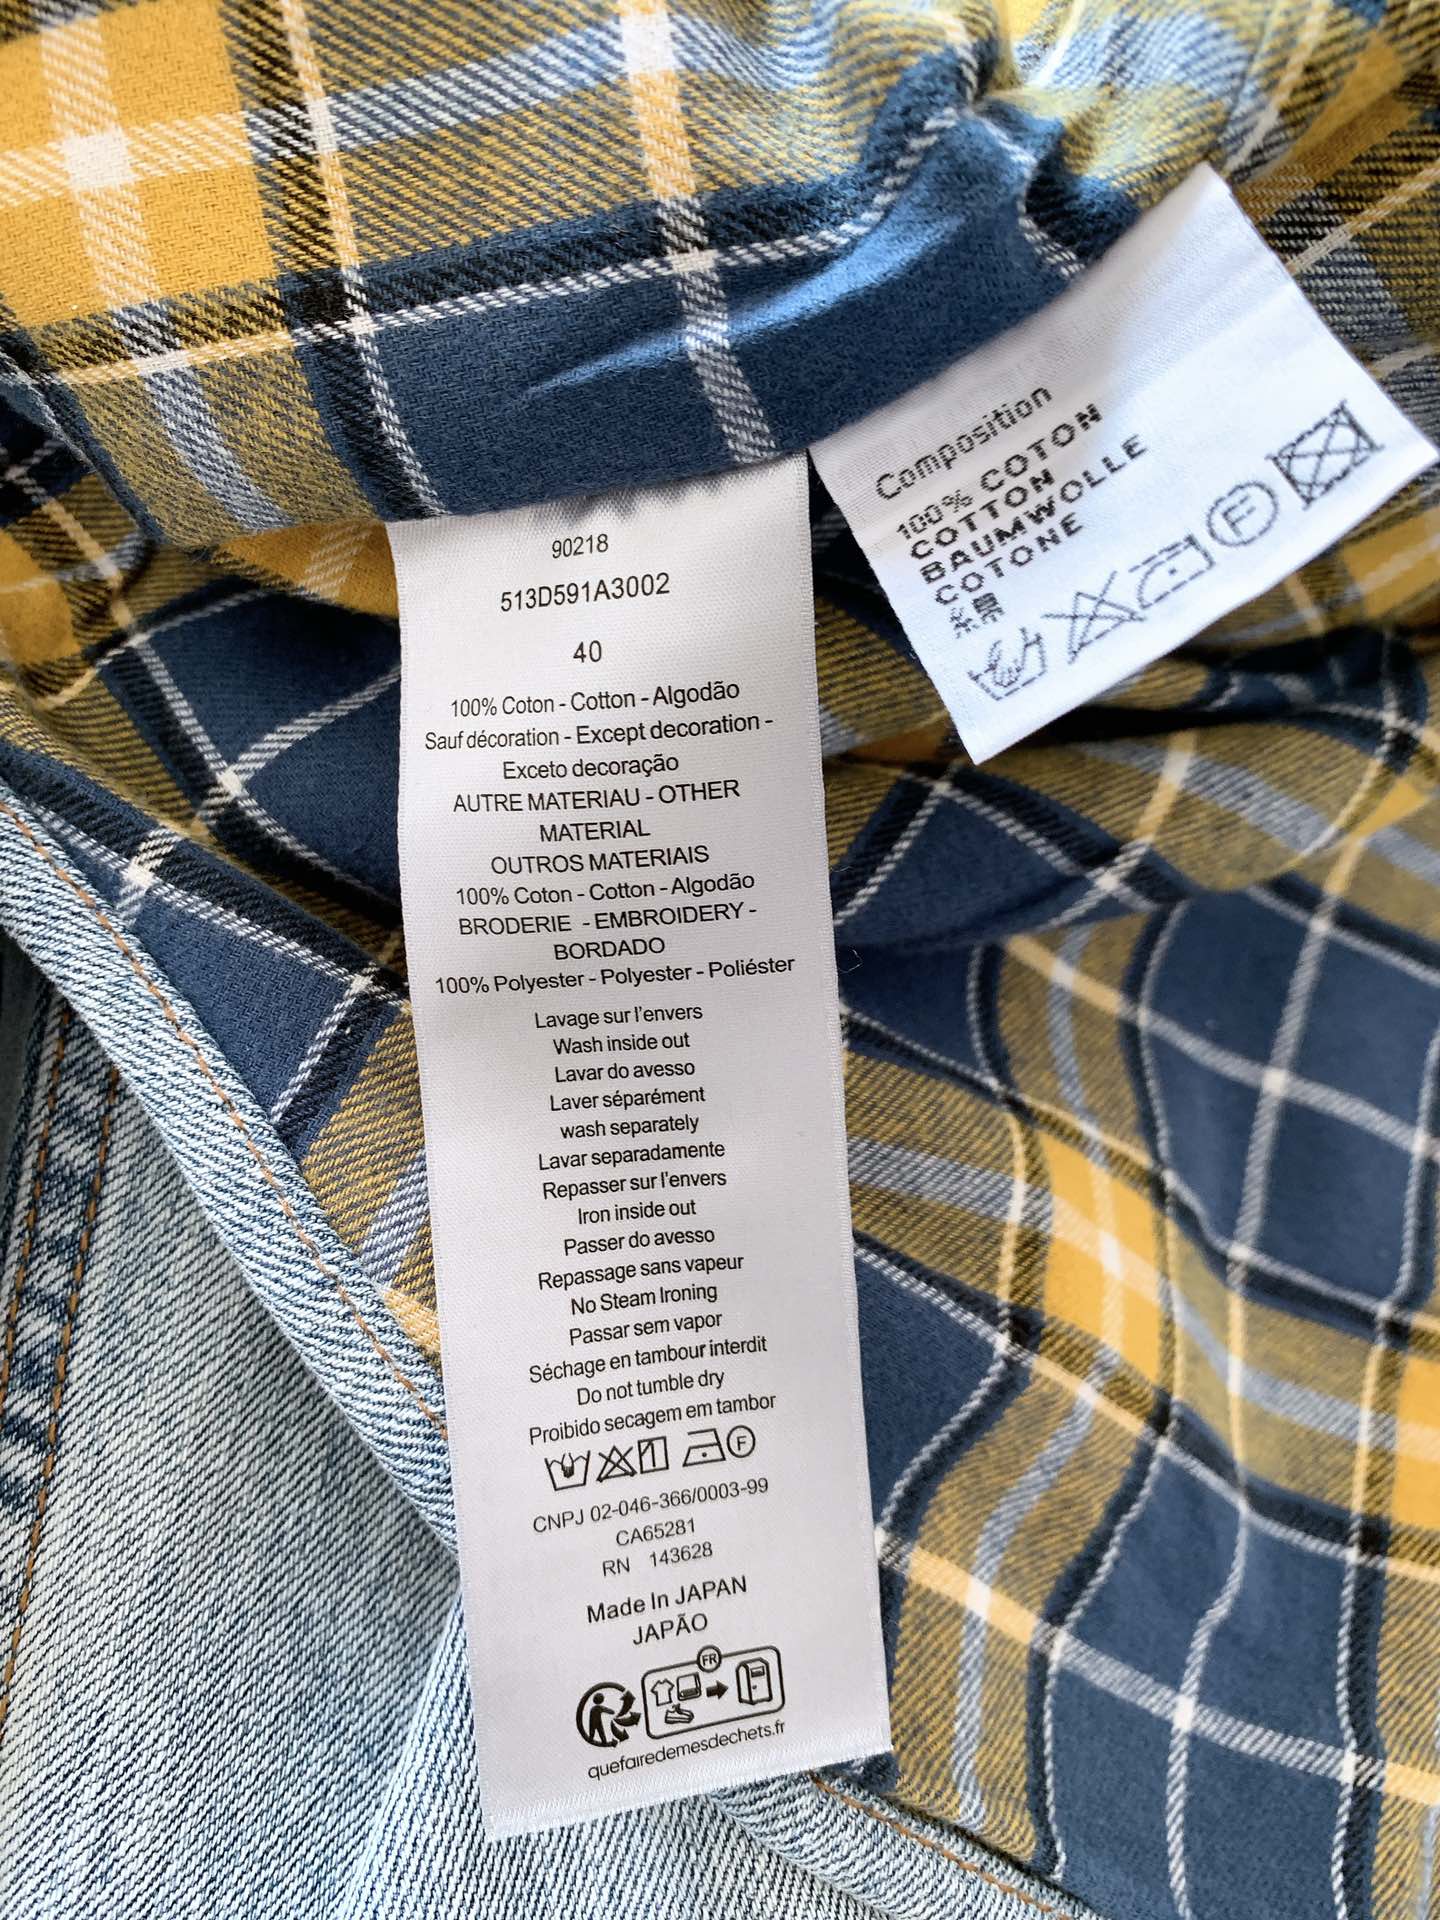 90218
513D591A3002
40
100% Coton - Cotton - Algodão
Sauf décoration - Except decoration -
Exceto decoração
AUTRE MATERIAU - OTHER
MATERIAL
OUTROS MATERIAIS
100% Coton - Cotton - Algodão
BRODERIE - EMBROIDERY -
BORDADO
100% Polyester - Polyester - Poliéster
Lavage sur l'envers
Wash inside out
Lavar do avesso
Laver séparément
wash separately
Lavar separadamente
Repasser sur l'envers
Iron inside out
Passer do avesso
Repassage sans vapeur
No Steam Ironing
Passar sem vapor
Séchage en tambour interdit
Do not tumble dry
Proibido secagem em tambor
F
CNPJ 02-046-366/0003-99
CA65281
RN 143628
Made In JAPAN
JAPÃO
FR
quefairedemesdechets.fr
Composition
100% COTON
COTTON
BAUMWOLLE
COTONE
F